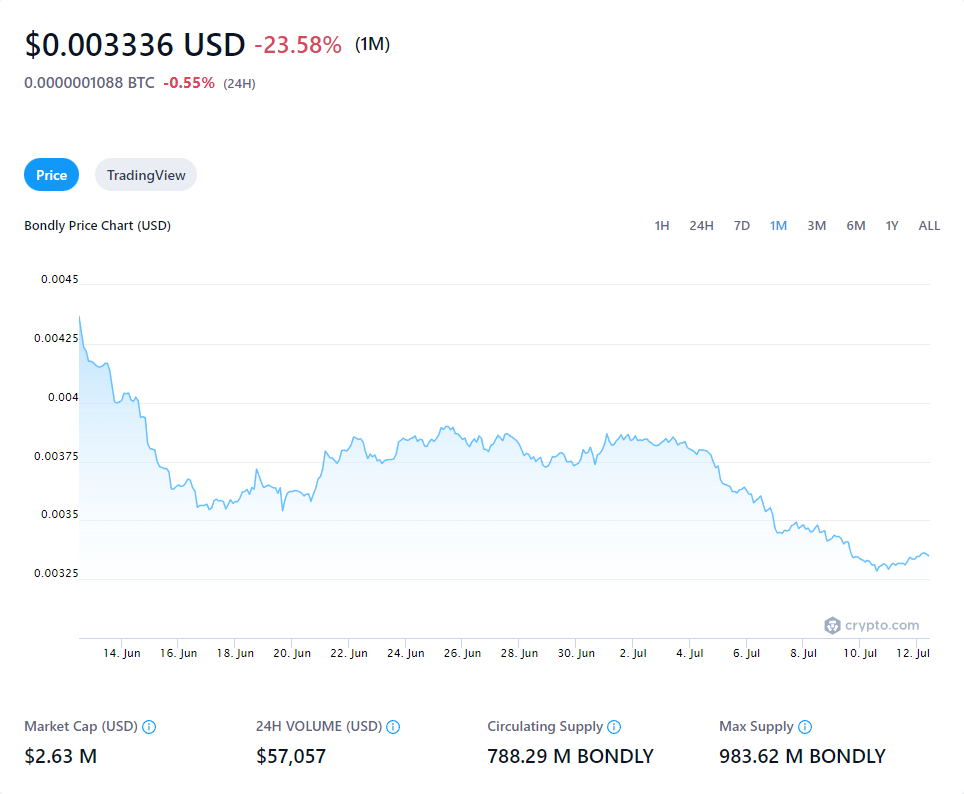 $0.003336 USD -23.58% (1M)
0.0000001088 BTC -0.55% (24H)
Price TradingView
Bondly Price Chart (USD) 1H 24H 7D 1M 3M 6M 1Y ALL
0.0045
0.00425
0.004
0.00375
0.0035
0.00325
crypto.com
14. Jun 16. Jun 18. Jun 20. Jun 22. Jun 24. Jun 26. Jun 28. Jun 30. Jun 2. Jul 4. Jul 6. Jul 8. Jul 10. Jul 12. Jul
Market Cap (USD) 24H VOLUME (USD) Circulating Supply Max Supply
$2.63 M $57,057 788.29 M BONDLY 983.62 M BONDLY